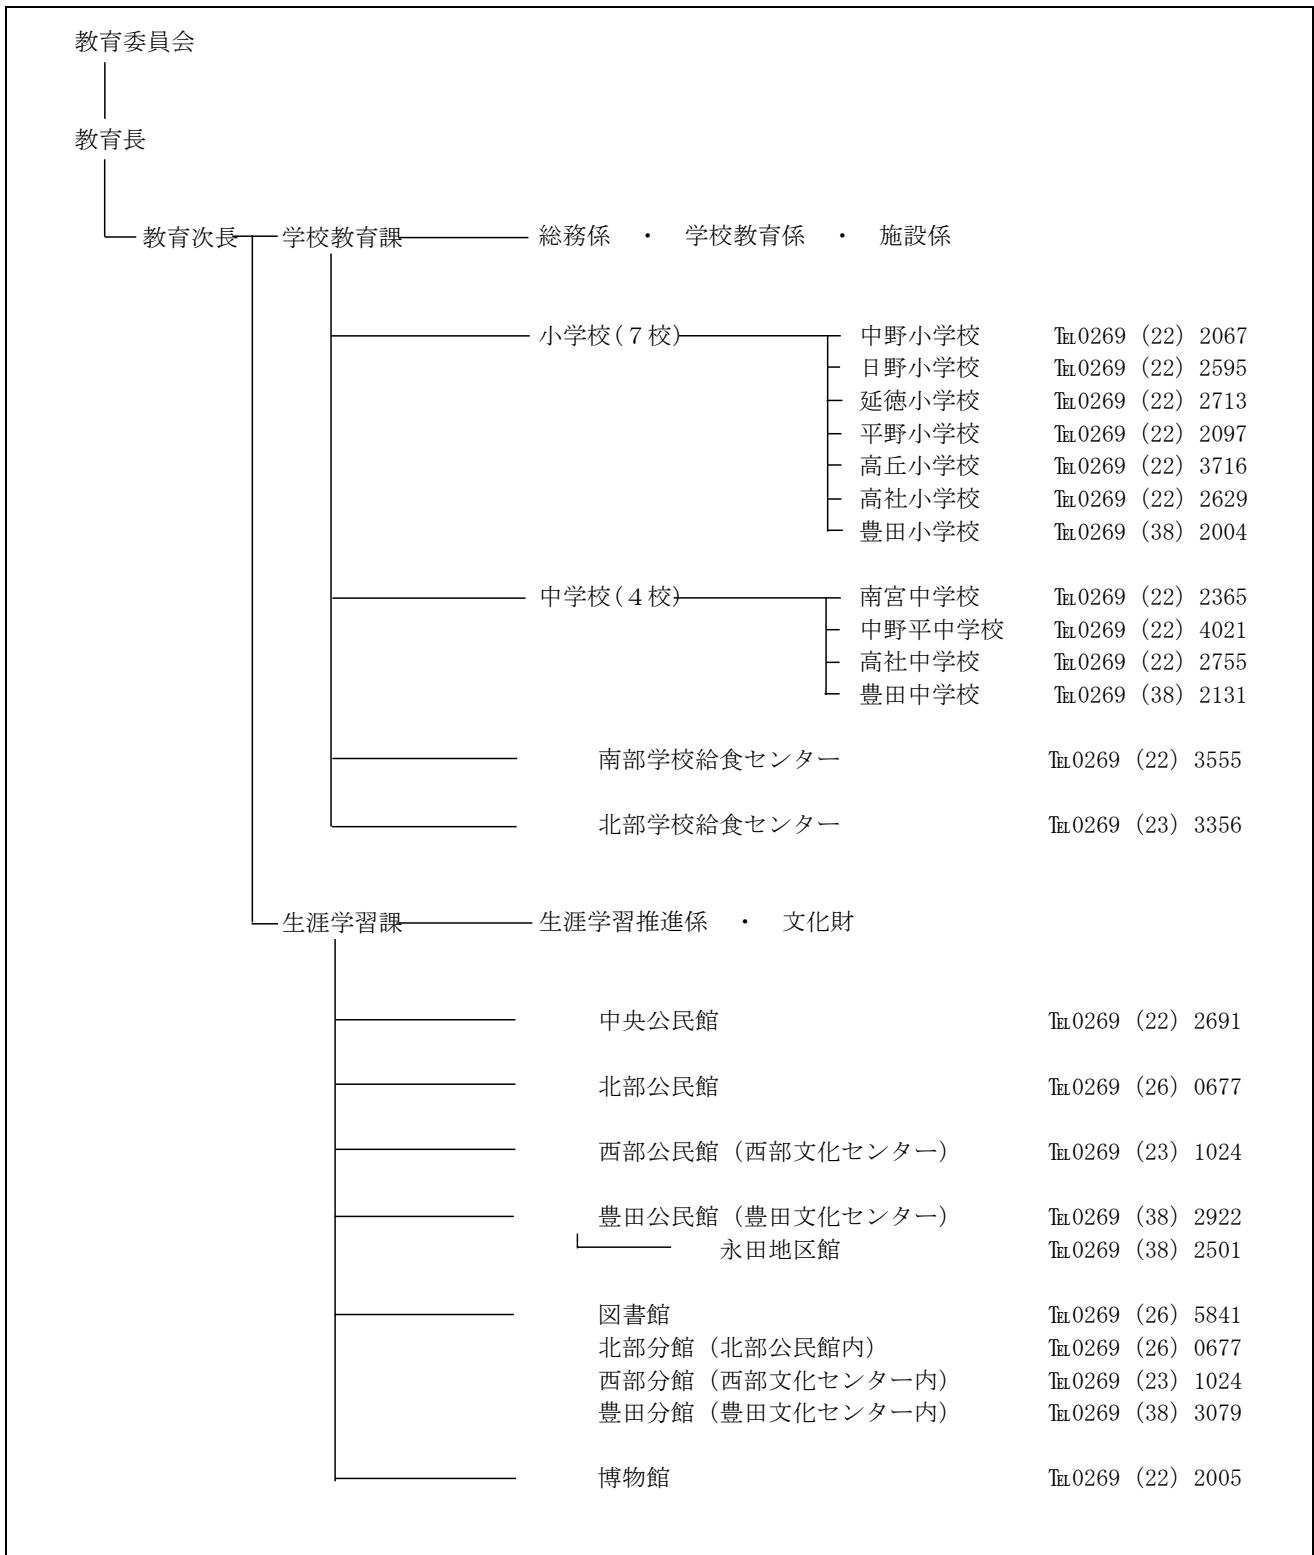 教育委員会
教育長
教育次長 学校教育課 総務係 ・ 学校教育係 ・ 施設係
小学校(７校) 中野小学校 ℡0269 (22) 2067
日野小学校 ℡0269 (22) 2595
延徳小学校 ℡0269 (22) 2713
平野小学校 ℡0269 (22) 2097
高丘小学校 ℡0269 (22) 3716
高社小学校 ℡0269 (22) 2629
豊田小学校 ℡0269 (38) 2004
中学校(４校) 南宮中学校 ℡0269 (22) 2365
中野平中学校 ℡0269 (22) 4021
高社中学校 ℡0269 (22) 2755
豊田中学校 ℡0269 (38) 2131
南部学校給食センター ℡0269 (22) 3555
北部学校給食センター ℡0269 (23) 3356
生涯学習課 生涯学習推進係 ・ 文化財
中央公民館 ℡0269 (22) 2691
北部公民館 ℡0269 (26) 0677
西部公民館（西部文化センター） ℡0269 (23) 1024
豊田公民館（豊田文化センター） ℡0269 (38) 2922
永田地区館 ℡0269 (38) 2501
図書館 ℡0269 (26) 5841
北部分館（北部公民館内） ℡0269 (26) 0677
西部分館（西部文化センター内） ℡0269 (23) 1024
豊田分館（豊田文化センター内） ℡0269 (38) 3079
博物館 ℡0269 (22) 2005